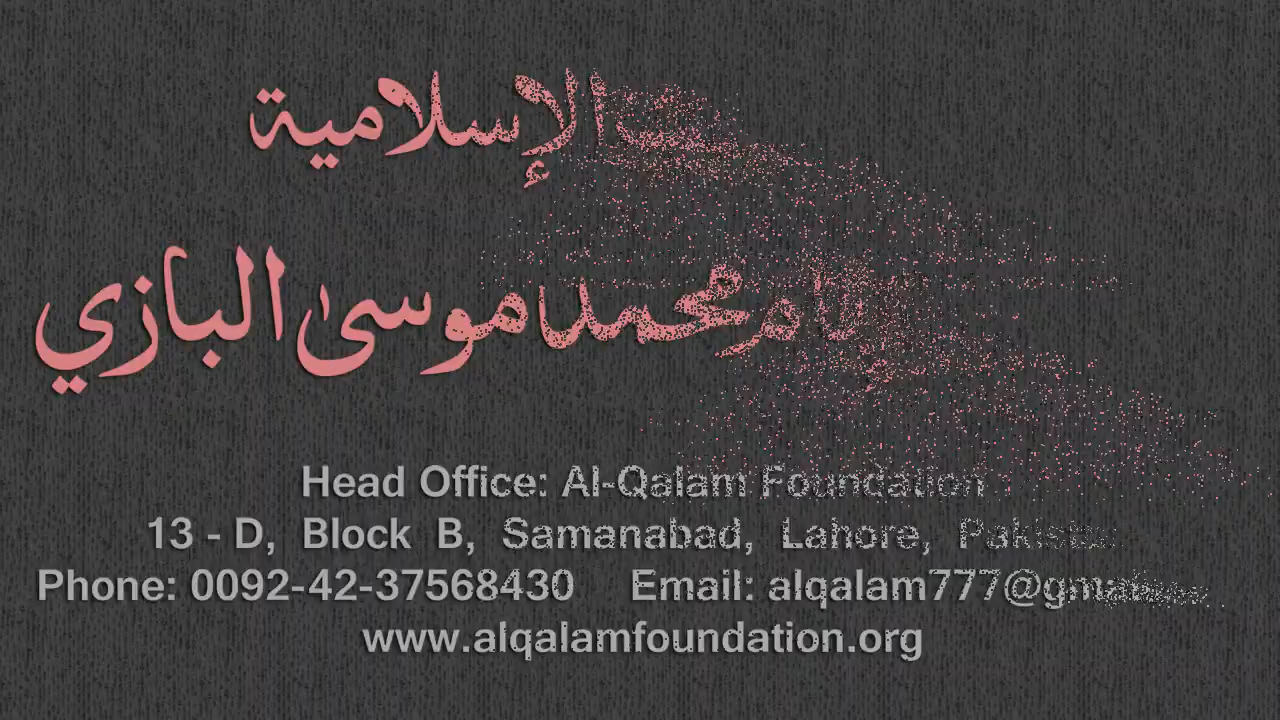 الإسلامية
محمد موسىٰ البازي
Head Office: Al-Qalam Foundation
13 - D, Block B, Samanabad, Lahore, Pakistan
Phone: 0092-42-37568430 Email:
www.alqalamfoundation.org